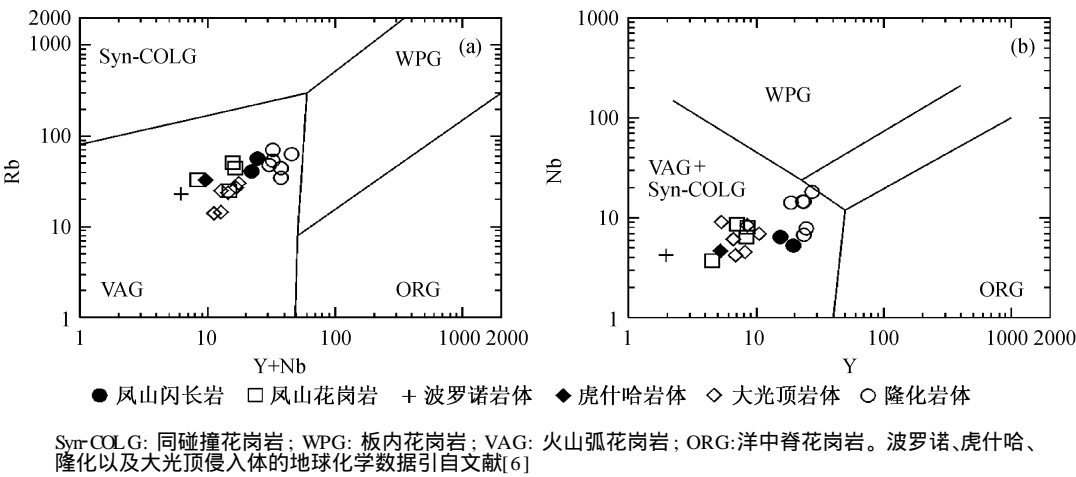 2000
1000
100
10
1
Rb
Syn-COLG
(a)
WPG
VAG
ORG
1 10 100 1000 2000
Y+Nb
1000
100
10
1
Nb
(b)
WPG
VAG+
Syn-COLG
ORG
1 10 100 1000 2000
Y
凤山闪长岩 凤山花岗岩 波罗诺岩体 虎什哈岩体 大光顶岩体 隆化岩体
Syn-COLG: 同碰撞花岗岩; WPG: 板内花岗岩; VAG: 火山弧花岗岩; ORG:洋中脊花岗岩。波罗诺、虎什哈、
隆化以及大光顶侵入体的地球化学数据引自文献[6]